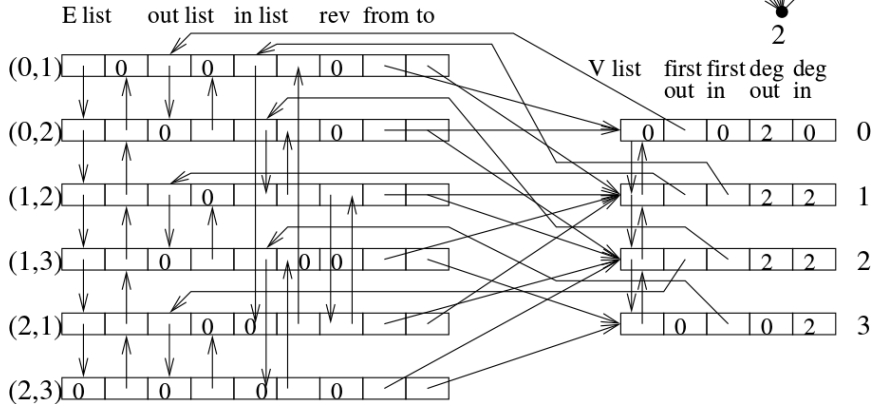 E list out list in list rev from to
2
V list first first deg deg
out in out in
(0,1) 0 0 0
(0,2) 0 0 0 0 2 0 0
(1,2) 0 2 2 1
(1,3) 0 0 0 2 2 2
(2,1) 0 0 0 0 2 3
(2,3) 0 0 0 0